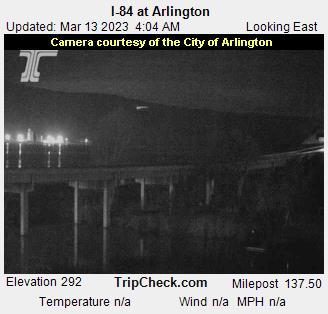 I-84 at Arlington
Updated: Mar 13 2023 4:04 AM Looking East
Camera courtesy of the City of Arlington
Elevation 292 TripCheck.com Milepost 137.50
Temperature n/a Wind n/a MPH n/a